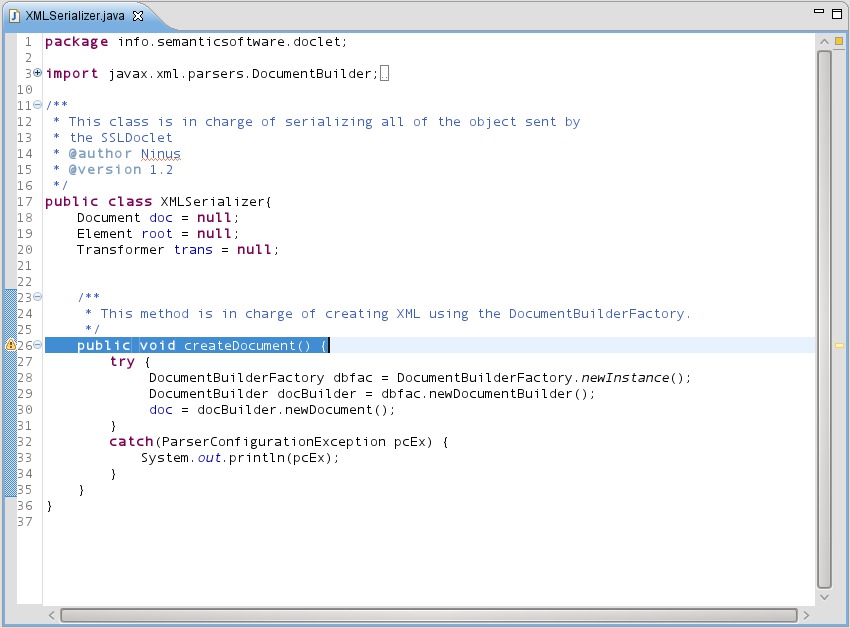 XMLSerializer.java
1 package info.semanticsoftware.doclet;
2
3 import javax.xml.parsers.DocumentBuilder;
10
11 /**
12 * This class is in charge of serializing all of the object sent by
13 * the SSLDoclet
14 * @author Ninus
15 * @version 1.2
16 */
17 public class XMLSerializer{
18 Document doc = null;
19 Element root = null;
20 Transformer trans = null;
21
22
23 /**
24 * This method is in charge of creating XML using the DocumentBuilderFactory.
25 */
26 public void createDocument() {
27 try {
28 DocumentBuilderFactory dbfac = DocumentBuilderFactory.newInstance();
29 DocumentBuilder docBuilder = dbfac.newDocumentBuilder();
30 doc = docBuilder.newDocument();
31 }
32 catch(ParserConfigurationException pcEx) {
33 System.out.println(pcEx);
34 }
35 }
36 }
37